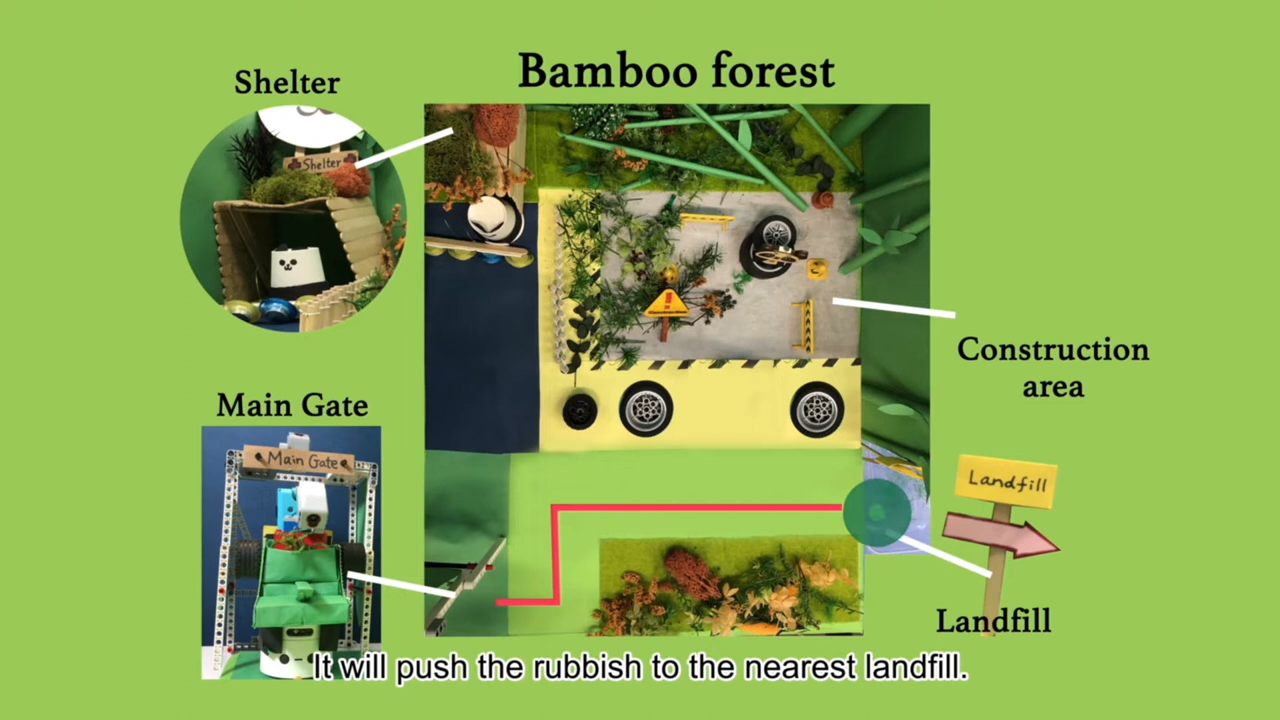 Bamboo forest
Shelter
Shelter
Construction
area
Main Gate
Main Gate
Landfill
Landfill
It will push the rubbish to the nearest landfill.